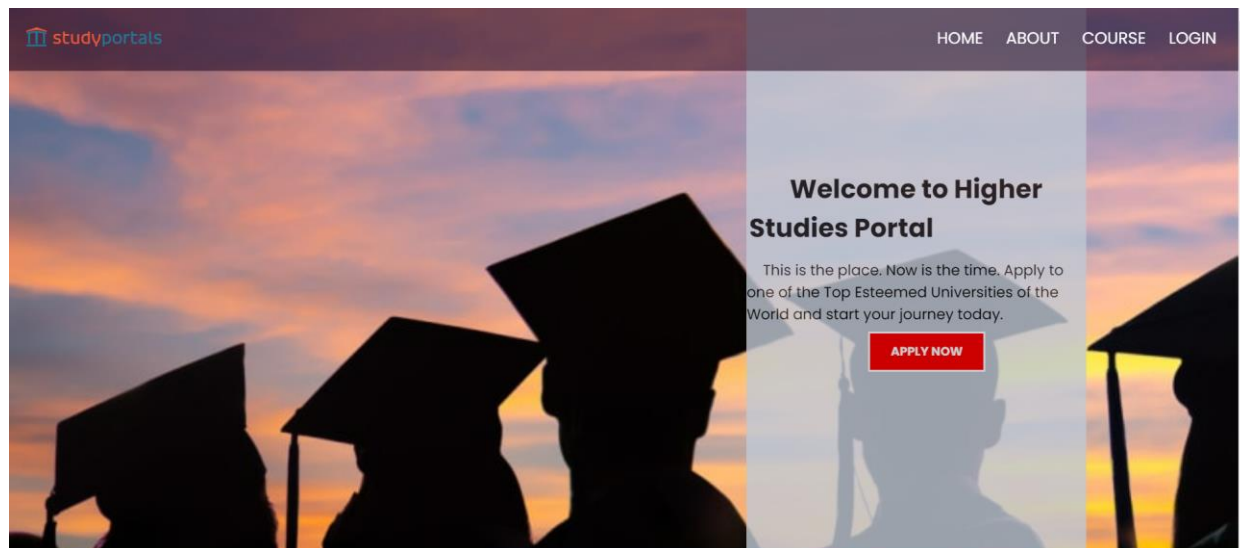 studyportals
HOME ABOUT COURSE LOGIN
Welcome to Higher
Studies Portal
This is the place. Now is the time. Apply to
one of the Top Esteemed Universities of the
World and start your journey today.
APPLY NOW